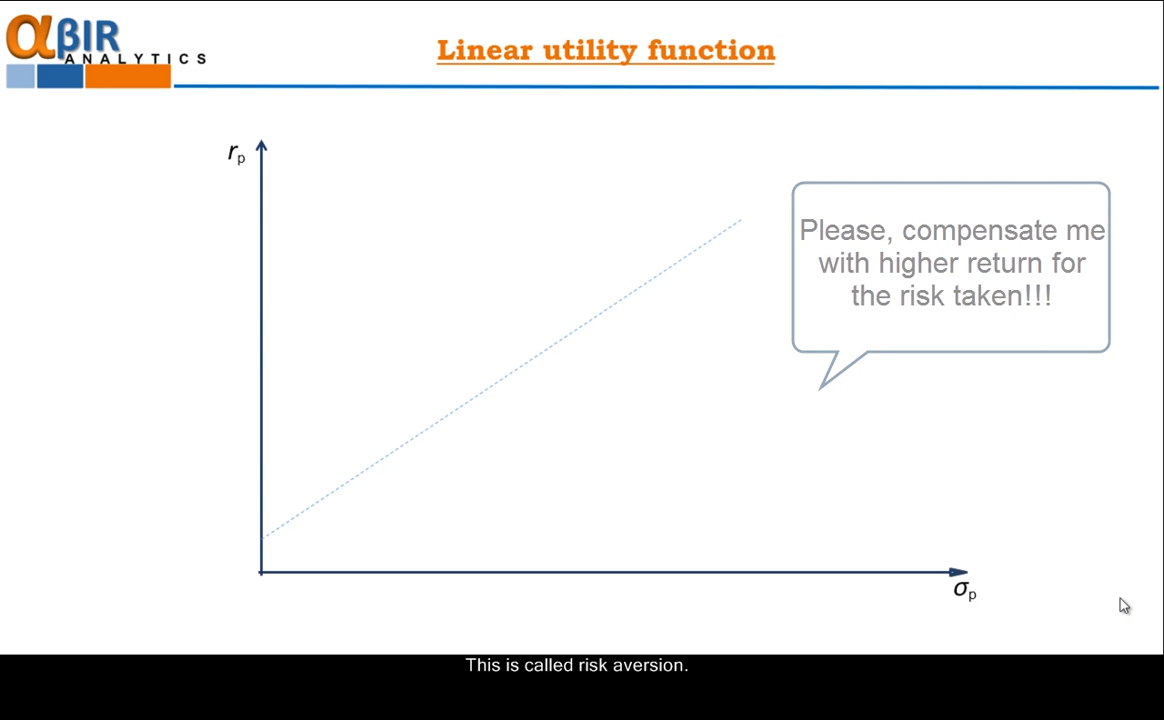 αβIR
ANALYTICS
Linear utility function
rp
Please, compensate me
with higher return for
the risk taken!!!
σp
This is called risk aversion.